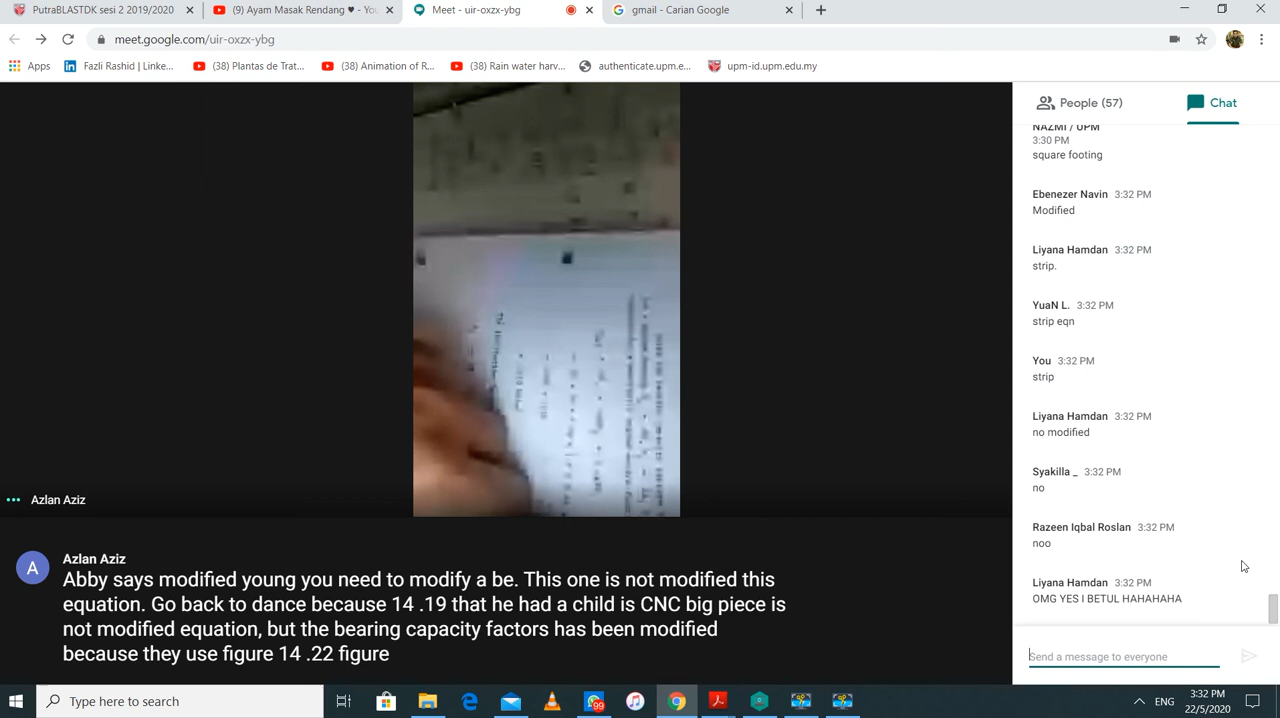 PutraBLASTDK sesi 2 2019/2020
(9) Ayam Masak Rendang ♥ - You
Meet - uir-oxzx-ybg
gmail - Carian Google
meet.google.com/uir-oxzx-ybg
Apps
Fazli Rashid | Linke...
(38) Plantas de Trat...
(38) Animation of R...
(38) Rain water harv...
authenticate.upm.e...
upm-id.upm.edu.my
People (57)
Chat
NAZMI / UPM
3:30 PM
square footing
Ebenezer Navin 3:32 PM
Modified
Liyana Hamdan 3:32 PM
strip.
YuaN L. 3:32 PM
strip eqn
You 3:32 PM
strip
Liyana Hamdan 3:32 PM
no modified
Syakilla _ 3:32 PM
no
Razeen Iqbal Roslan 3:32 PM
noo
Liyana Hamdan 3:32 PM
OMG YES I BETUL HAHAHAHA
Send a message to everyone
Azlan Aziz
A
Azlan Aziz
Abby says modified young you need to modify a be. This one is not modified this
equation. Go back to dance because 14 .19 that he had a child is CNC big piece is
not modified equation, but the bearing capacity factors has been modified
because they use figure 14 .22 figure
Type here to search
99
ENG
3:32 PM
22/5/2020